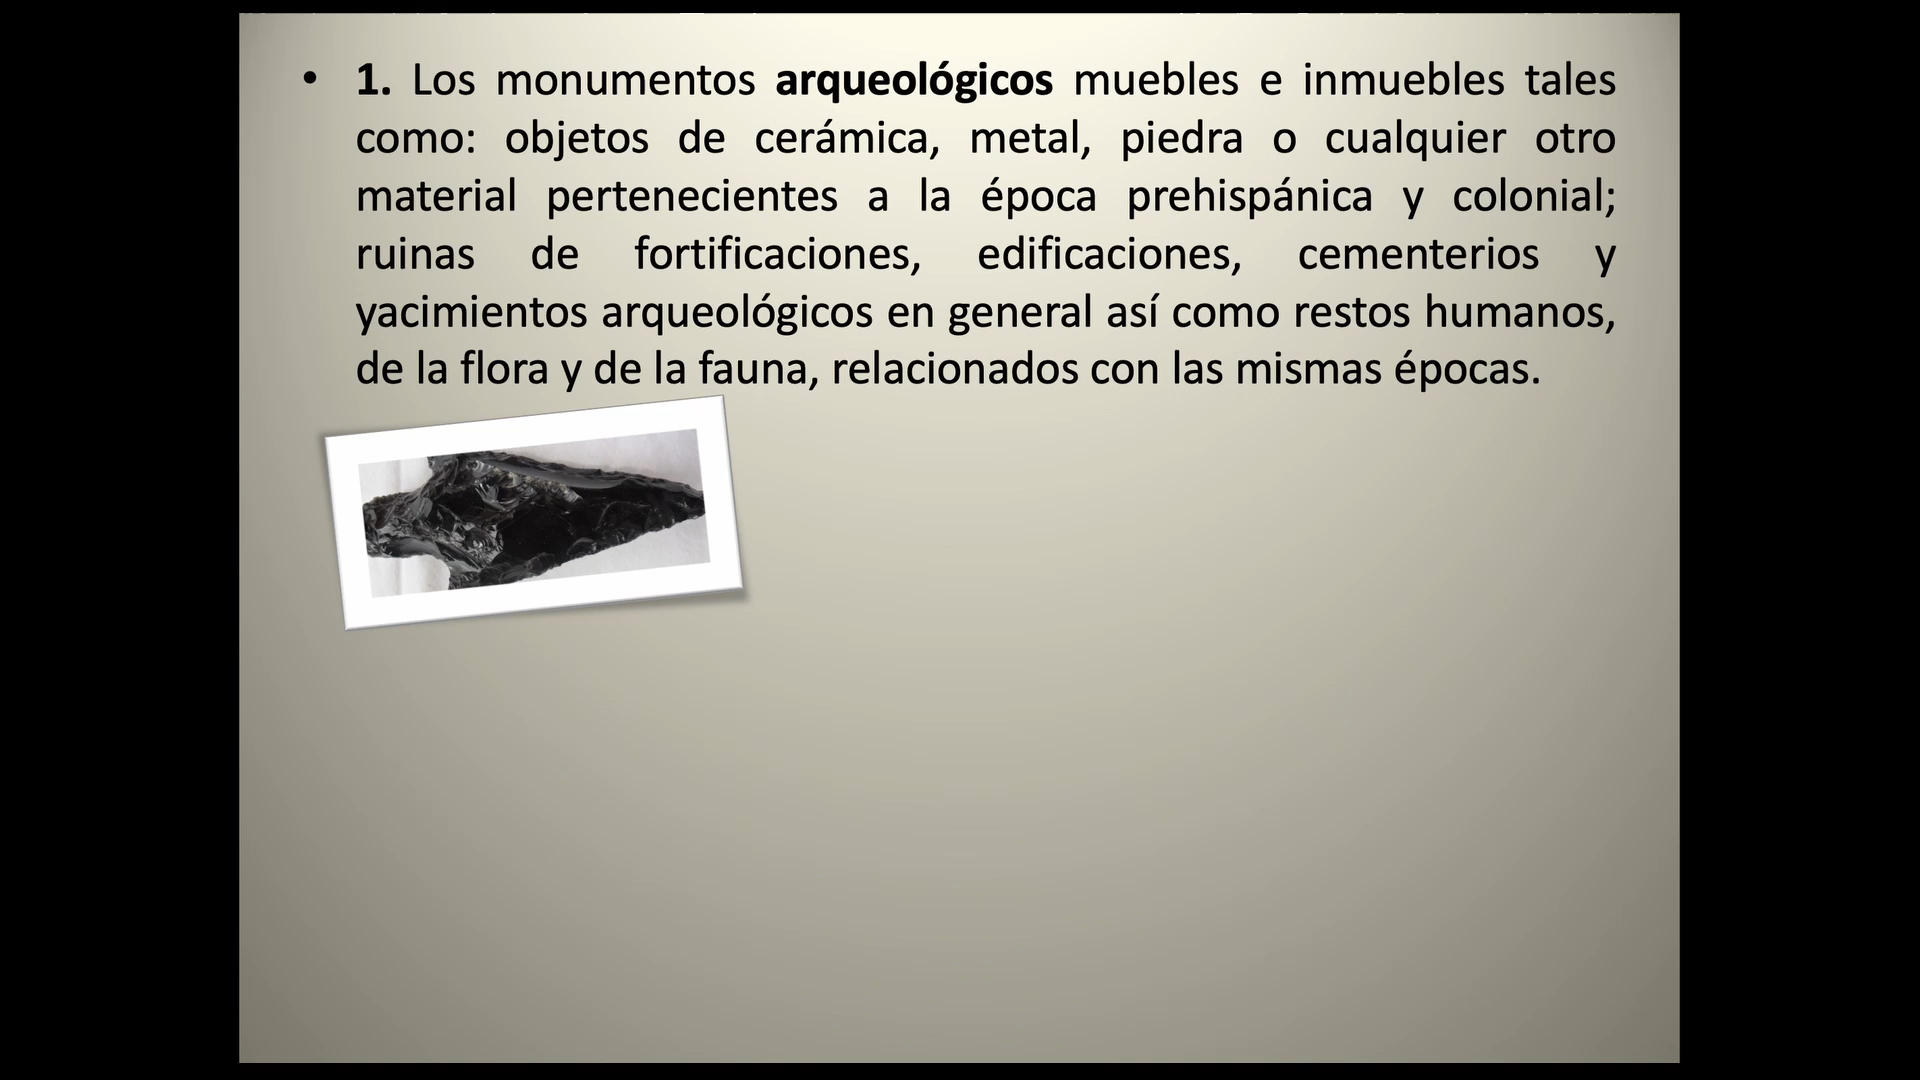 • 1. Los monumentos arqueológicos muebles e inmuebles tales
como: objetos de cerámica, metal, piedra o cualquier otro
material pertenecientes a la época prehispánica y colonial;
ruinas de fortificaciones, edificaciones, cementerios y
yacimientos arqueológicos en general así como restos humanos,
de la flora y de la fauna, relacionados con las mismas épocas.